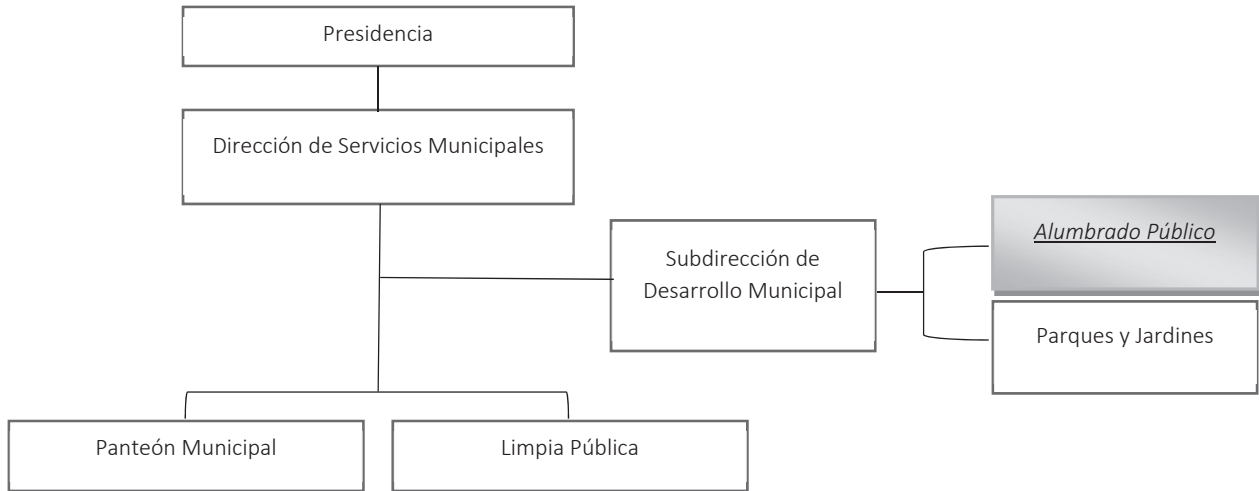 Presidencia
Dirección de Servicios Municipales
Subdirección de
Desarrollo Municipal
Alumbrado Público
Parques y Jardines
Panteón Municipal
Limpia Pública